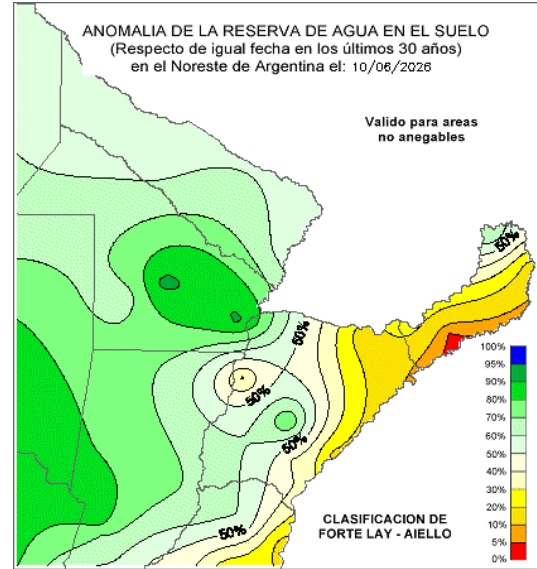 ANOMALIA DE LA RESERVA DE AGUA EN EL SUELO
(Respecto de igual fecha en los últimos 30 años)
en el Noreste de Argentina el: 10/06/2026
Valido para areas
no anegables
50%
50%
50%
50%
50%
50%
100%
95%
90%
80%
70%
60%
50%
40%
30%
20%
10%
5%
0%
CLASIFICACION DE
FORTE LAY - AIELLO